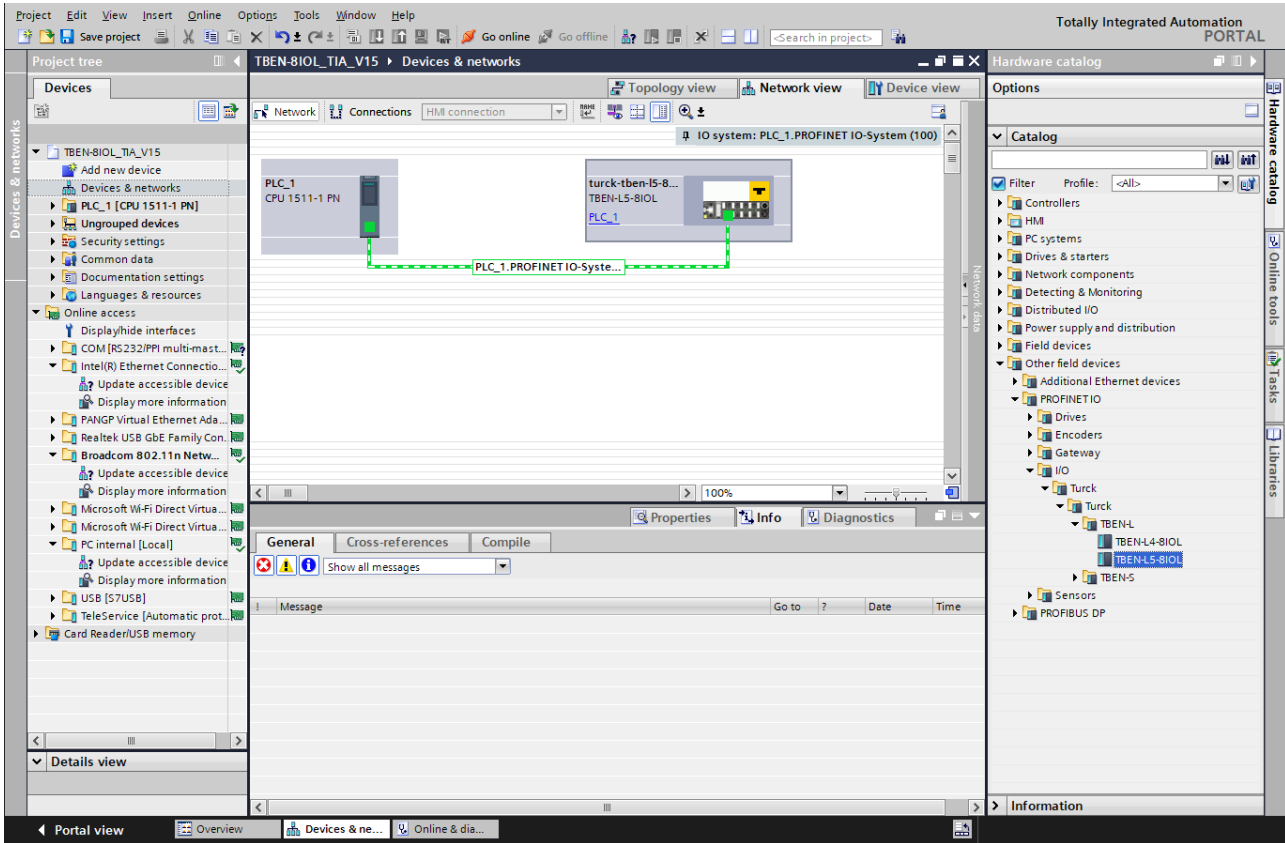 Project Edit View Insert Online Options Tools Window Help
Totally Integrated Automation
PORTAL
Save project Go online Go offline <Search in project>
Project tree
Devices
Devices & networks
TBEN-8IOL_TIA_V15
Add new device
Devices & networks
PLC_1 [CPU 1511-1 PN]
Ungrouped devices
Security settings
Common data
Documentation settings
Languages & resources
Online access
Display/hide interfaces
COM [RS232/PPI multi-mast...
Intel(R) Ethernet Connectio...
Update accessible device
Display more information
PANGP Virtual Ethernet Ada...
Realtek USB GbE Family Con...
Broadcom 802.11n Netw...
Update accessible device
Display more information
Microsoft Wi-Fi Direct Virtua...
Microsoft Wi-Fi Direct Virtua...
PC internal [Local]
Update accessible device
Display more information
USB [S7USB]
TeleService [Automatic prot...
Card Reader/USB memory
Details view
TBEN-8IOL_TIA_V15 Devices & networks
Topology view Network view Device view
Network Connections HMI connection
IO system: PLC_1.PROFINET IO-System (100)
PLC_1
CPU 1511-1 PN
turck-tben-l5-8...
TBEN-L5-8IOL
PLC_1
PLC_1.PROFINET IO-Syste...
Network data
100%
Properties Info Diagnostics
General Cross-references Compile
Show all messages
! Message Go to ? Date Time
Hardware catalog
Options
Catalog
Filter Profile: <All>
Controllers
HMI
PC systems
Drives & starters
Network components
Detecting & Monitoring
Distributed I/O
Power supply and distribution
Field devices
Other field devices
Additional Ethernet devices
PROFINET IO
Drives
Encoders
Gateway
I/O
Turck
Turck
TBEN-L
TBEN-L4-8IOL
TBEN-L5-8IOL
TBEN-S
Sensors
PROFIBUS DP
Information
Hardware catalog
Online tools
Tasks
Libraries
Portal view Overview Devices & ne... Online & dia...